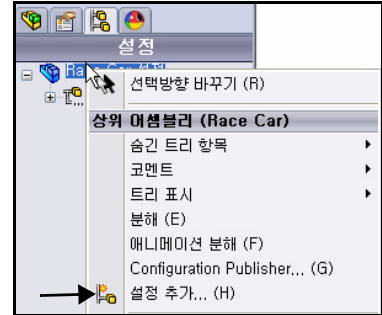 설정
선택방향 바꾸기 (R)
상위 어셈블리 (Race Car)
숨긴 트리 항목
코멘트
트리 표시
분해 (E)
애니메이션 분해 (F)
Configuration Publisher... (G)
설정 추가... (H)